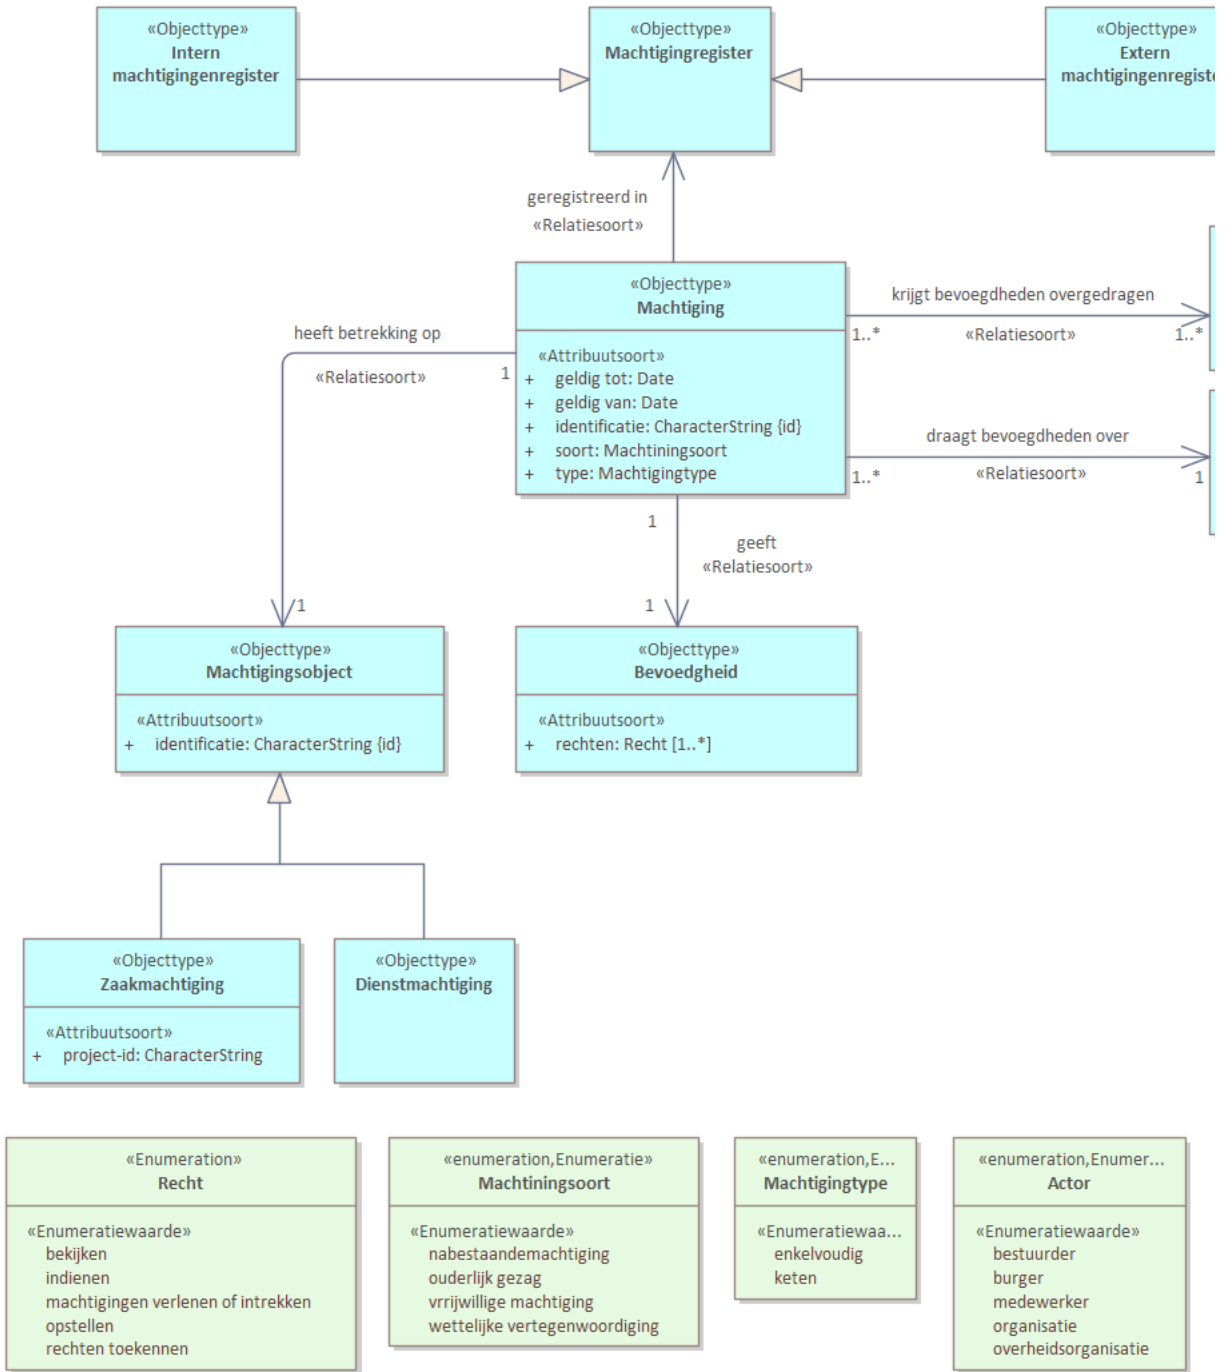 «Objecttype»
Intern
machtigingenregister
«Objecttype»
Machtigingregister
«Objecttype»
Extern
machtigingenregiste
geregistreerd in
«Relatiesoort»
«Objecttype»
Machtiging
«Attribuutsoort»
+ geldig tot: Date
+ geldig van: Date
+ identificatie: CharacterString {id}
+ soort: Machtiningsoort
+ type: Machtigingtype
krijgt bevoegdheden overgedragen
1..* «Relatiesoort» 1..*
draagt bevoegdheden over
1..* «Relatiesoort» 1
heeft betrekking op
«Relatiesoort»
1
1
1
geeft
«Relatiesoort»
1
«Objecttype»
Machtigingsobject
«Attribuutsoort»
+ identificatie: CharacterString {id}
«Objecttype»
Bevoedgheid
«Attribuutsoort»
+ rechten: Recht [1..*]
«Objecttype»
Zaakmachtiging
«Attribuutsoort»
+ project-id: CharacterString
«Objecttype»
Dienstmachtiging
«Enumeration»
Recht
«Enumeratiewaarde»
bekijken
indienen
machtigingen verlenen of intrekken
opstellen
rechten toekennen
«enumeration,Enumeratie»
Machtiningsoort
«Enumeratiewaarde»
nabestaandemachtiging
ouderlijk gezag
vrrijwillige machtiging
wettelijke vertegenwoordiging
«enumeration,E...
Machtigingtype
«Enumeratiewaa...
enkelvoudig
keten
«enumeration,Enumer...
Actor
«Enumeratiewaarde»
bestuurder
burger
medewerker
organisatie
overheidsorganisatie